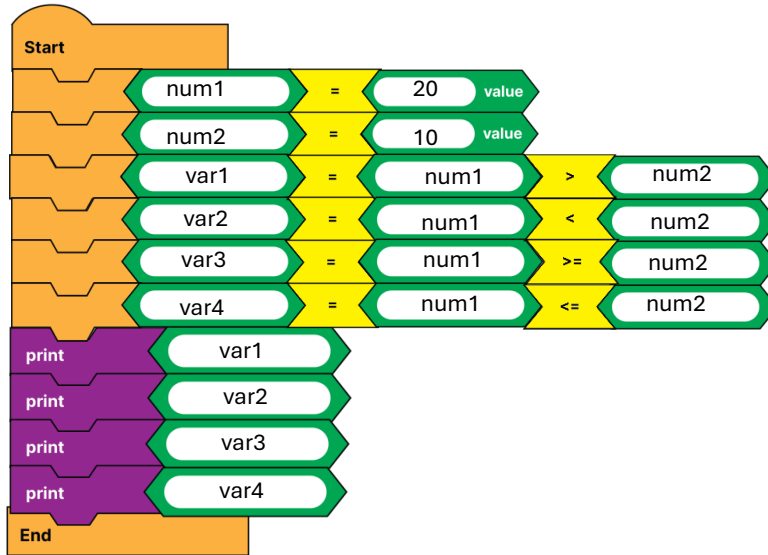 Start
num1 = 20 value
num2 = 10 value
var1 = num1 > num2
var2 = num1 < num2
var3 = num1 >= num2
var4 = num1 <= num2
print var1
print var2
print var3
print var4
End